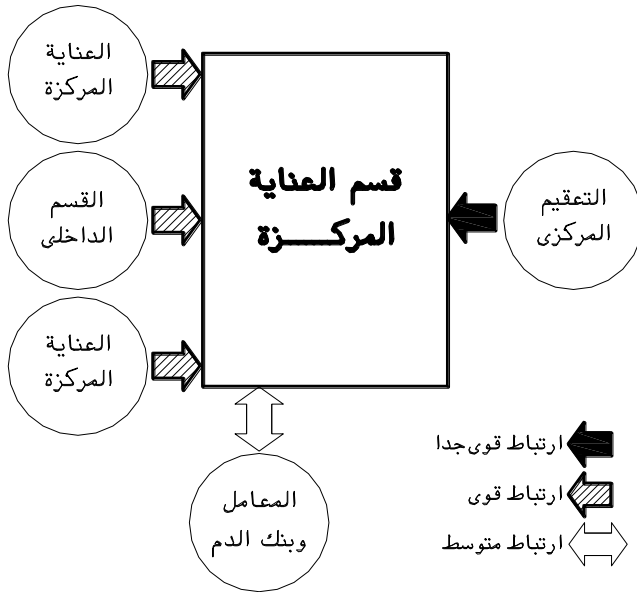 العناية
المركزة
القسم
الداخلى
العناية
المركزة
قسم العناية
المركـــــزة
التعقيم
المركزى
المعامل
وبنك الدم
ارتباط قوى جدا
ارتباط قوى
ارتباط متوسط